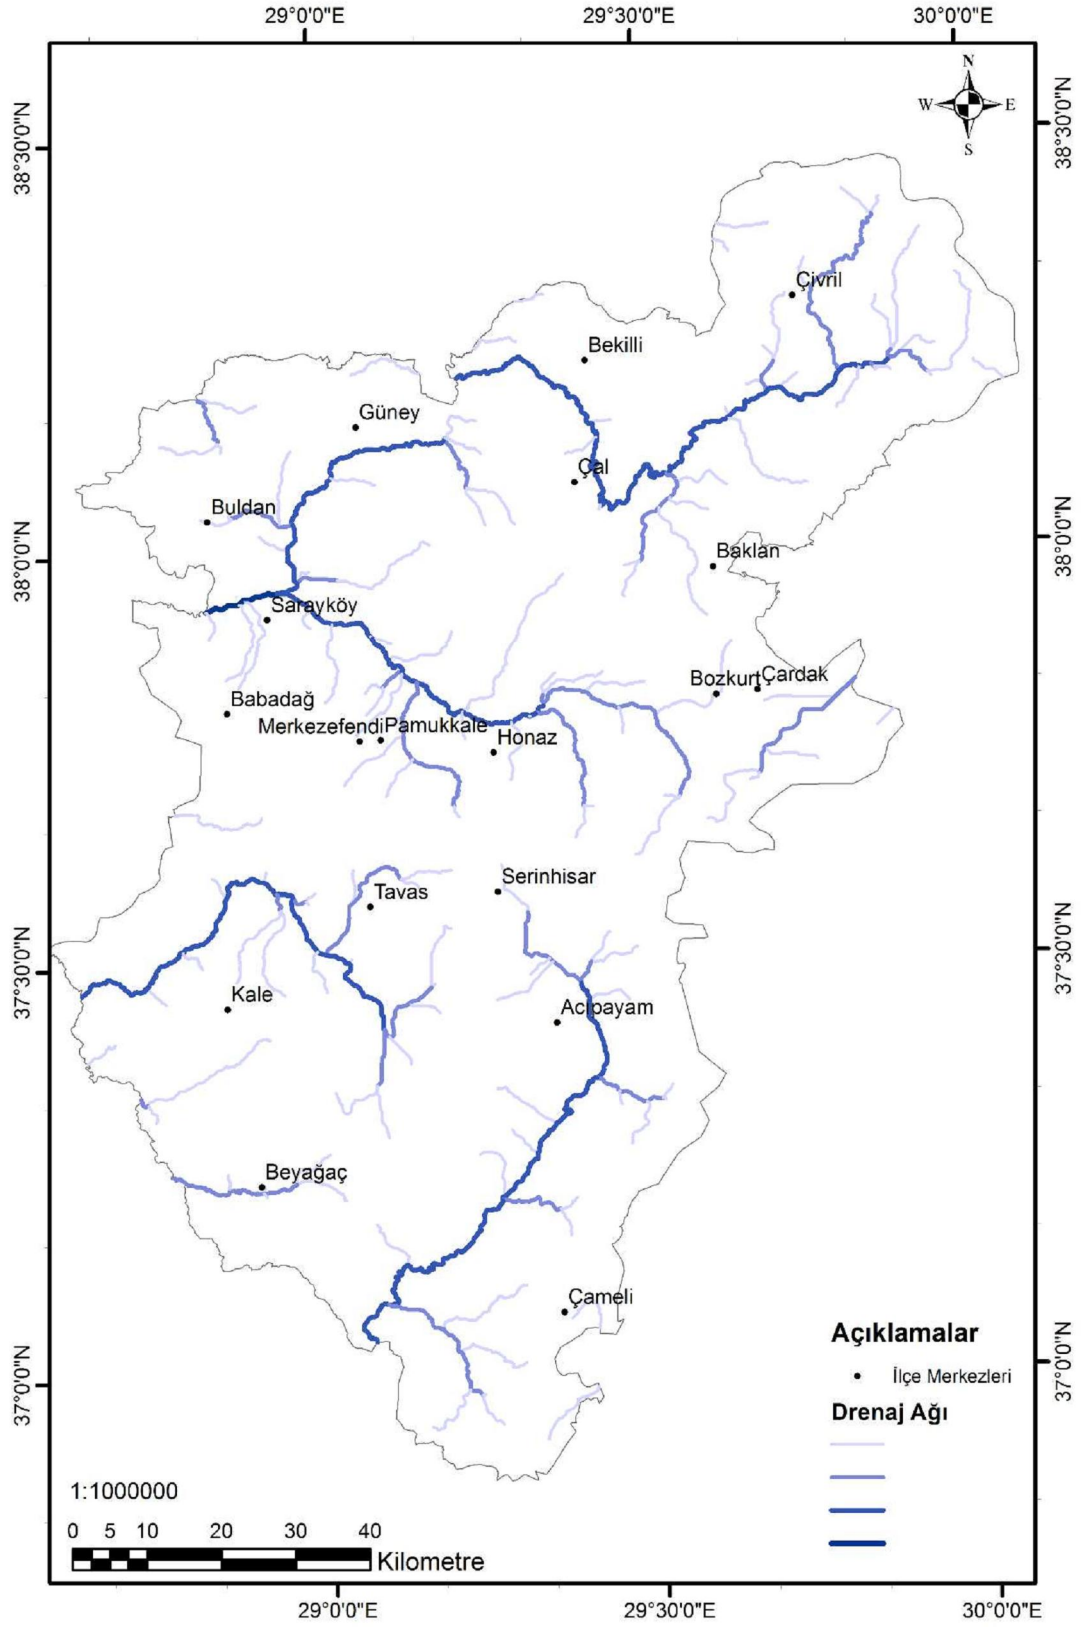 29°0'0"E
29°30'0"E
30°0'0"E
38°30'0"N
38°30'0"N
N
W
E
S
Çivril
Bekilli
Güney
Çal
Buldan
38°0'0"N
38°0'0"N
Baklan
Sarayköy
Bozkurt
Çardak
Babadağ
Merkezefendi
Pamukkale
Honaz
Serinhisar
Tavas
37°30'0"N
37°30'0"N
Kale
Acıpayam
Beyağaç
Çameli
37°0'0"N
37°0'0"N
Açıklamalar
İlçe Merkezleri
Drenaj Ağı
1:1000000
0 5 10 20 30 40
Kilometre
29°0'0"E
29°30'0"E
30°0'0"E